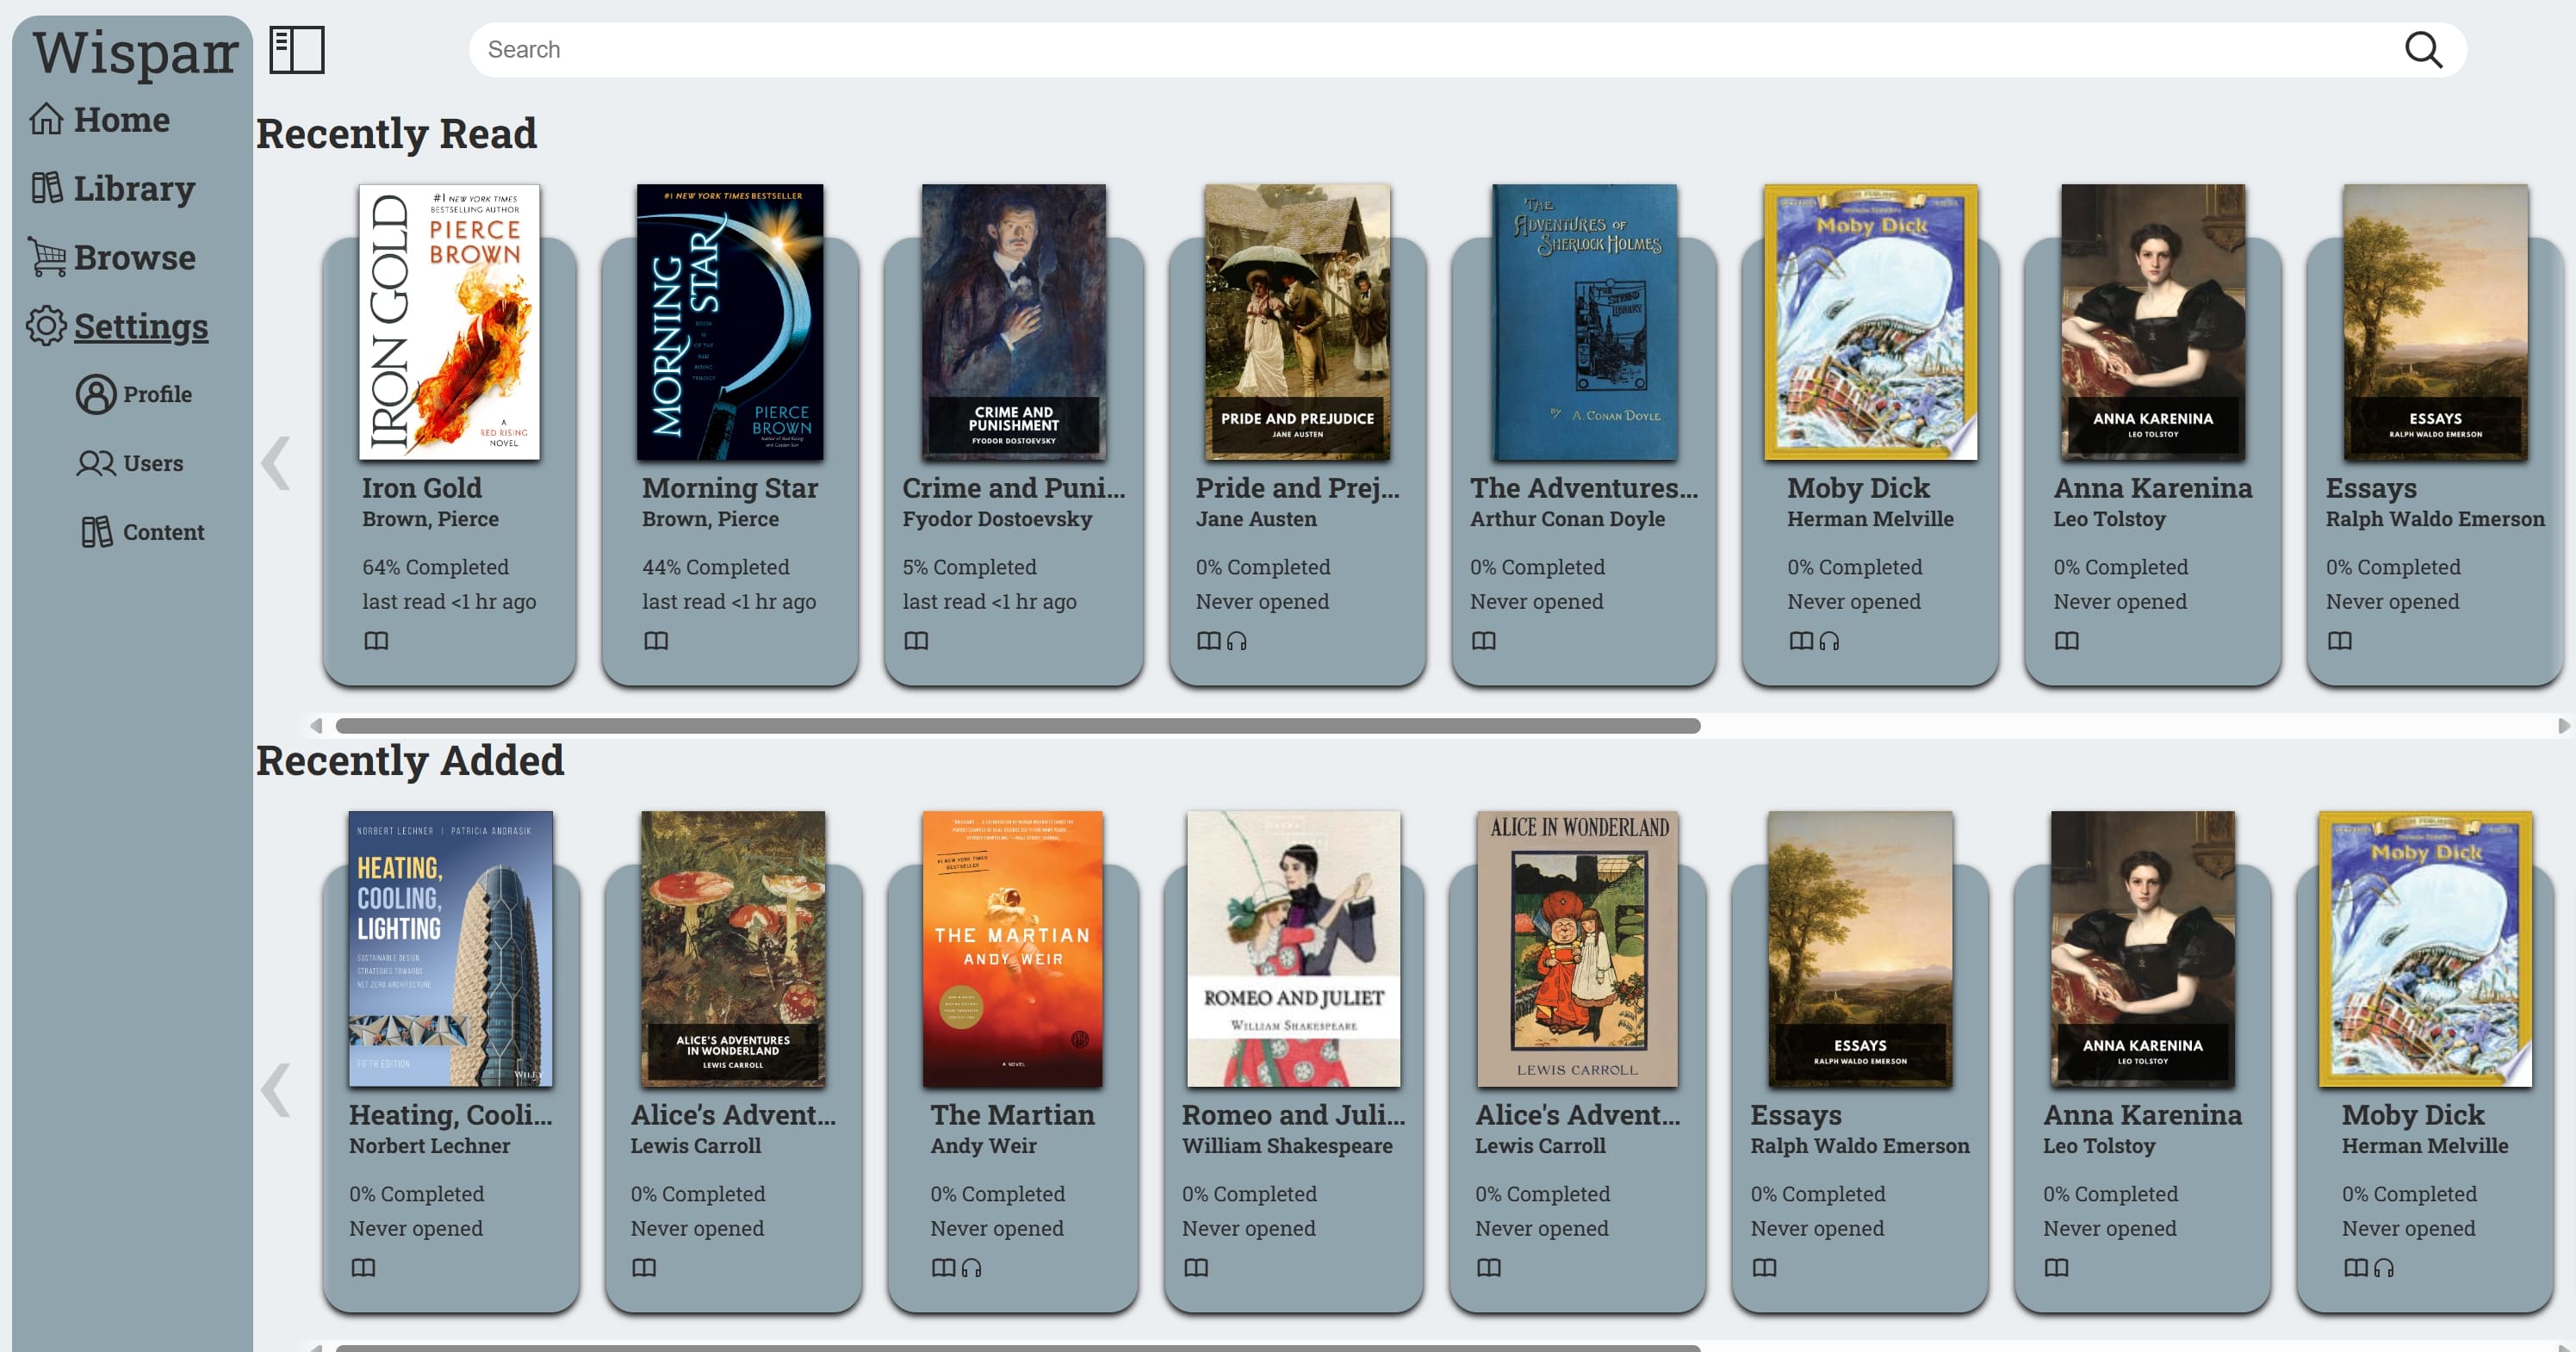 Wisparr
Search
Home
Library
Browse
Settings
Profile
Users
Content
Recently Read
IRON GOLD
#1 NEW YORK TIMES
BESTSELLING AUTHOR
PIERCE
BROWN
A
RED RISING
NOVEL
Iron Gold
Brown, Pierce
64% Completed
last read <1 hr ago
#1 NEW YORK TIMES BESTSELLER
MORNING
STAR
BOOK
OF THE
RED
RISING
TRILOGY
PIERCE
BROWN
Morning Star
Brown, Pierce
44% Completed
last read <1 hr ago
CRIME AND
PUNISHMENT
FYODOR DOSTOEVSKY
Crime and Puni...
Fyodor Dostoevsky
5% Completed
last read <1 hr ago
PRIDE AND PREJUDICE
JANE AUSTEN
Pride and Prej...
Jane Austen
0% Completed
Never opened
THE
ADVENTURES OF
SHERLOCK HOLMES
THE
STRAND
LIBRARY
BY A. CONAN DOYLE
The Adventures...
Arthur Conan Doyle
0% Completed
Never opened
Moby Dick
Moby Dick
Herman Melville
0% Completed
Never opened
ANNA KARENINA
LEO TOLSTOY
Anna Karenina
Leo Tolstoy
0% Completed
Never opened
ESSAYS
RALPH WALDO EMERSON
Essays
Ralph Waldo Emerson
0% Completed
Never opened
Recently Added
NORBERT LECHNER | PATRICIA ANDRASIK
HEATING,
COOLING,
LIGHTING
SUSTAINABLE DESIGN
STRATEGIES TOWARDS
NET ZERO ARCHITECTURE
FIFTH EDITION
WILEY
Heating, Cooli...
Norbert Lechner
0% Completed
Never opened
ALICE'S ADVENTURES
IN WONDERLAND
LEWIS CARROLL
Alice’s Advent...
Lewis Carroll
0% Completed
Never opened
#1 NEW YORK TIMES
BESTSELLER
THE MARTIAN
ANDY WEIR
A NOVEL
The Martian
Andy Weir
0% Completed
Never opened
ROMEO AND JULIET
WILLIAM SHAKESPEARE
Romeo and Juli...
William Shakespeare
0% Completed
Never opened
ALICE IN WONDERLAND
LEWIS CARROLL
Alice's Advent...
Lewis Carroll
0% Completed
Never opened
ESSAYS
RALPH WALDO EMERSON
Essays
Ralph Waldo Emerson
0% Completed
Never opened
ANNA KARENINA
LEO TOLSTOY
Anna Karenina
Leo Tolstoy
0% Completed
Never opened
Moby Dick
Moby Dick
Herman Melville
0% Completed
Never opened